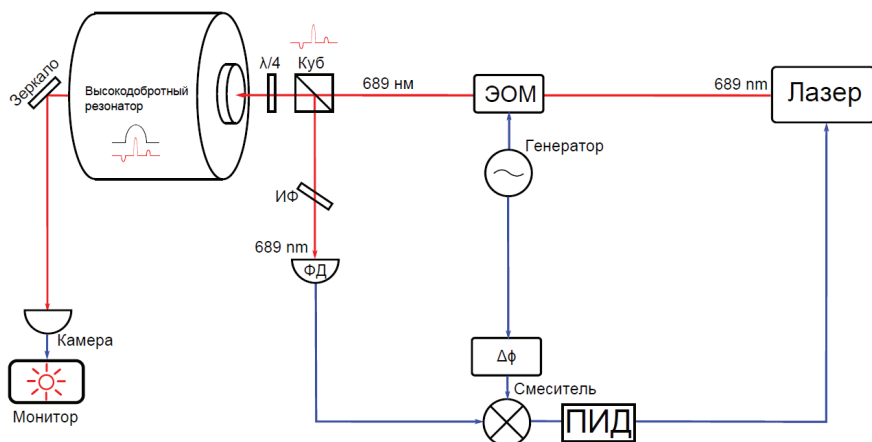 Зеркало
Высокодобротный
резонатор
λ/4
Куб
689 нм
ЭОМ
689 nm
Лазер
Генератор
ИФ
689 nm
ФД
Камера
Монитор
Δф
Смеситель
ПИД